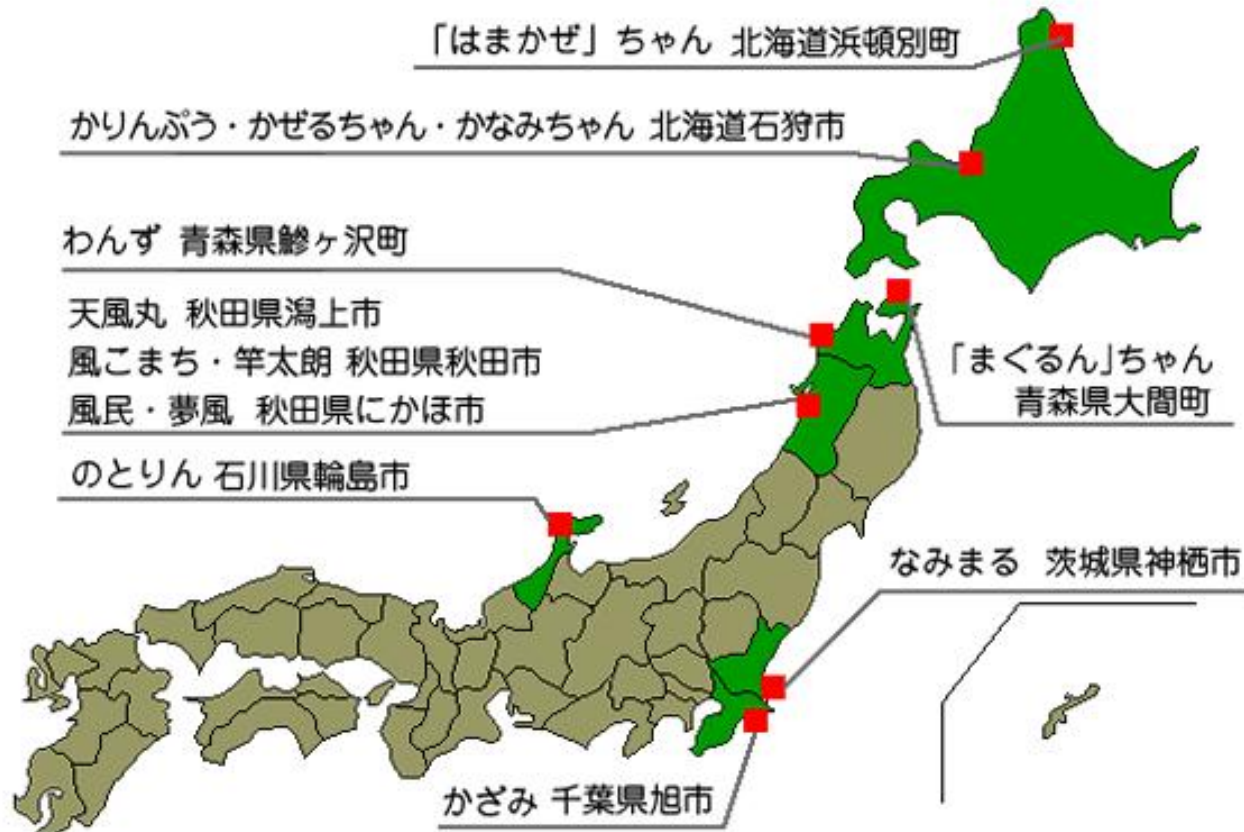 「はまかぜ」ちゃん 北海道浜頓別町
かりんぷう・かぜるちゃん・かなみちゃん 北海道石狩市
わんず 青森県鰺ヶ沢町
天風丸 秋田県潟上市
風こまち・竿太朗 秋田県秋田市
風民・夢風 秋田県にかほ市
「まぐるん」ちゃん
青森県大間町
のとりん 石川県輪島市
なみまる 茨城県神栖市
かざみ 千葉県旭市